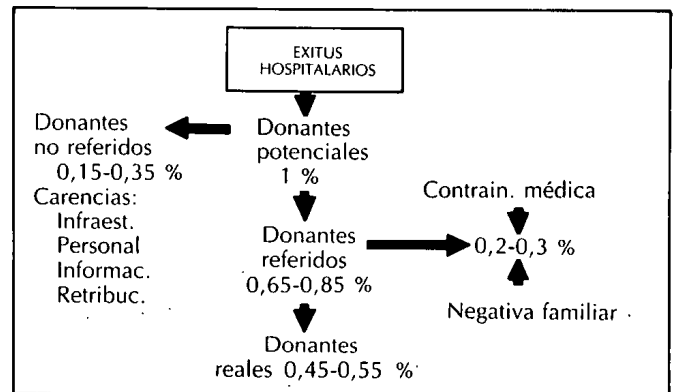 EXITUS
HOSPITALARIOS
Donantes
no referidos
0,15-0,35 %
Carencias:
Infraest.
Personal
Informac.
Retribuc.
Donantes
potenciales
1 %
Contrain. médica
Donantes
referidos
0,65-0,85 %
0,2-0,3 %
Negativa familiar
Donantes
reales 0,45-0,55 %